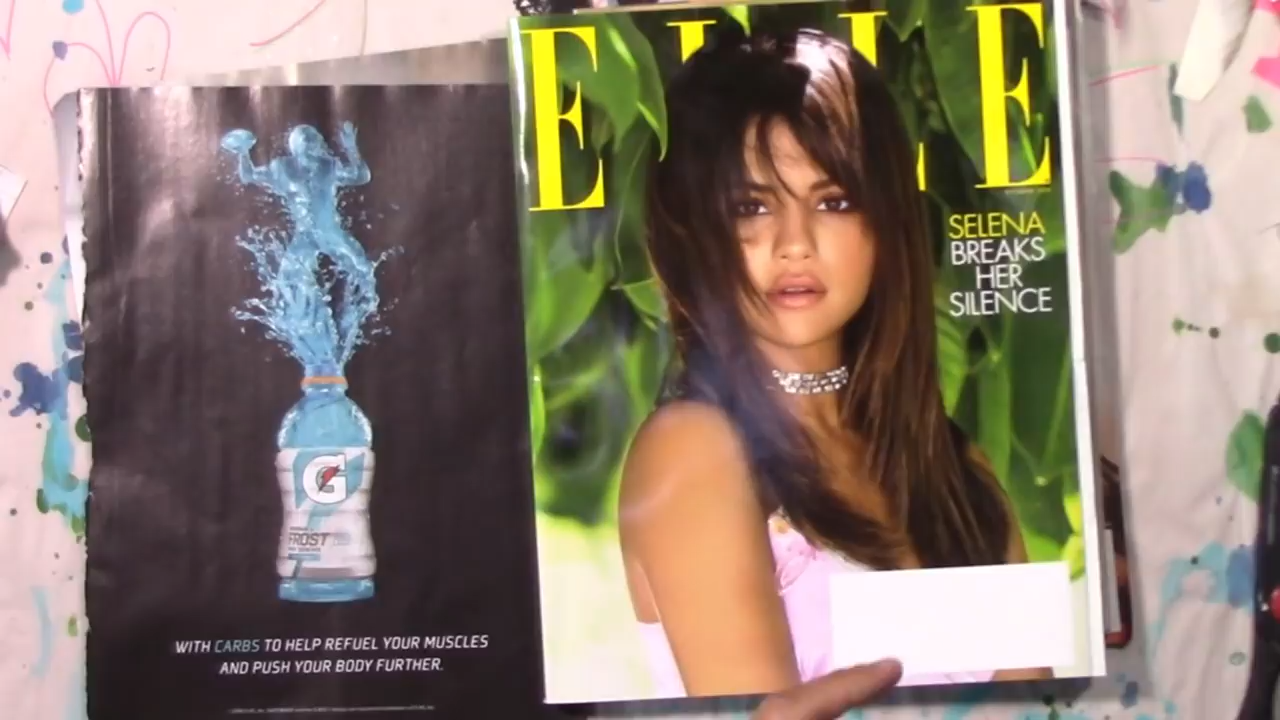 G
FROST
WITH CARBS TO HELP REFUEL YOUR MUSCLES
AND PUSH YOUR BODY FURTHER.
ELLE
SELENA
BREAKS
HER
SILENCE